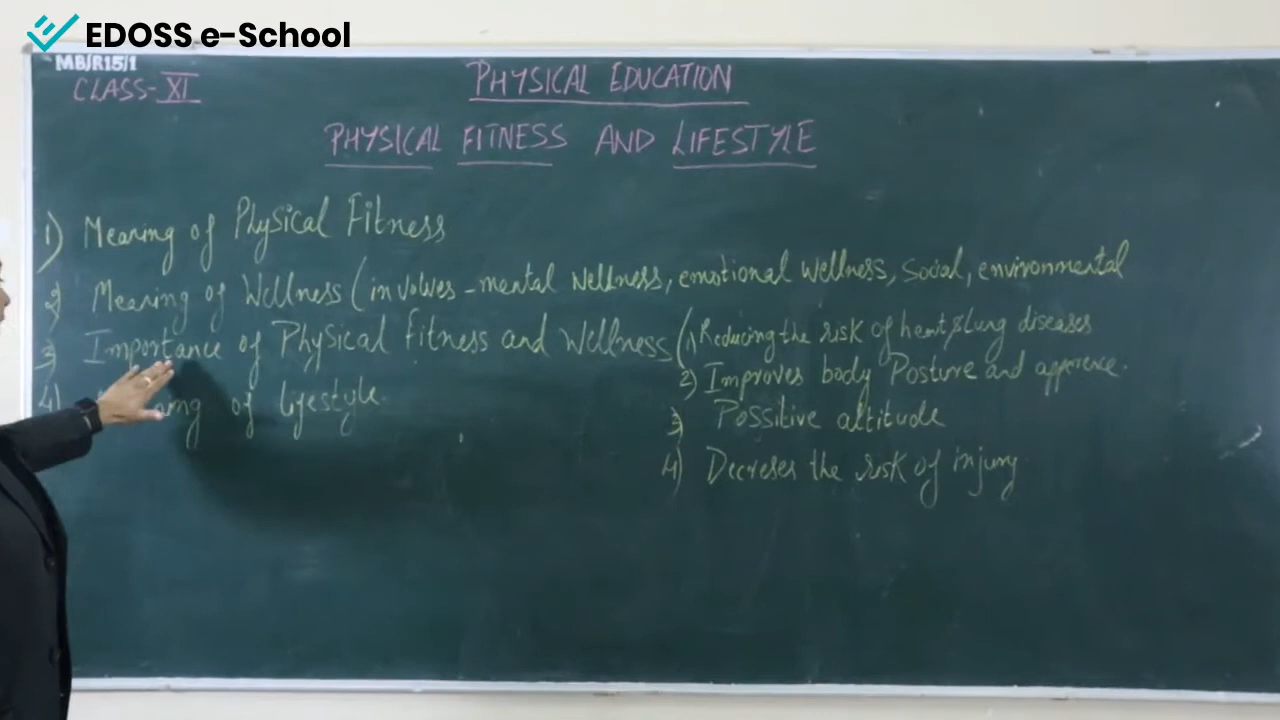 EDOSS e-School
MB/R15/1
CLASS-XI
PHYSICAL EDUCATION
PHYSICAL FITNESS AND LIFESTYLE
1) Meaning of Physical Fitness
2) Meaning of Wellness (involves - mental wellness, emotional wellness, social, environmental
3) Importance of Physical fitness and Wellness (1) Reducing the risk of heart & lung diseases
2) Improves body Posture and apperence.
4) of lifestyle.
3) Possitive attitude
4) Decreses the risk of injury